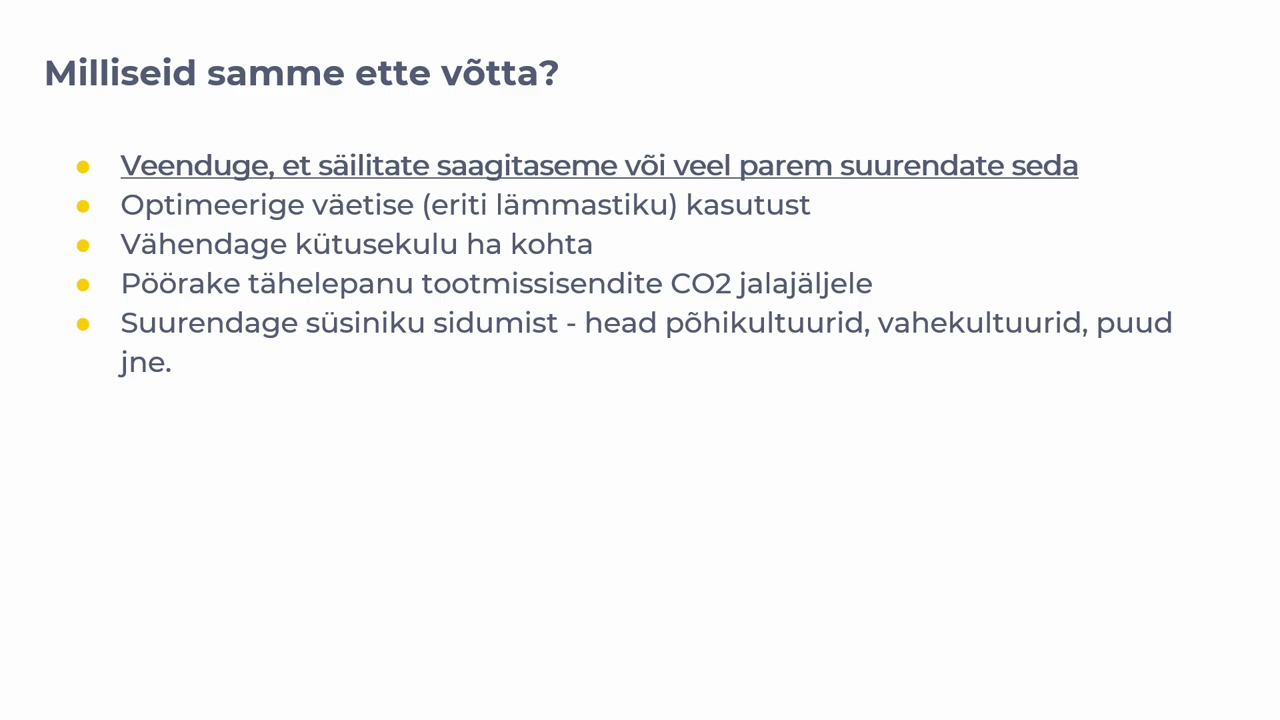 Milliseid samme ette võtta?
● Veenduge, et säilitate saagitaseme või veel parem suurendate seda
● Optimeerige väetise (eriti lämmastiku) kasutust
● Vähendage kütusekulu ha kohta
● Pöörake tähelepanu tootmissisendite CO2 jalajäljele
● Suurendage süsiniku sidumist - head põhikultuurid, vahekultuurid, puud
jne.